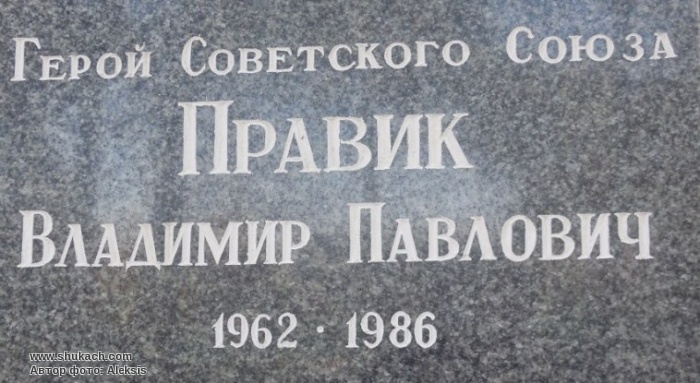 Герой Советского Союза
Правик
Владимир Павлович
1962 · 1986
www.shukach.com
Автор фото: Aleksis